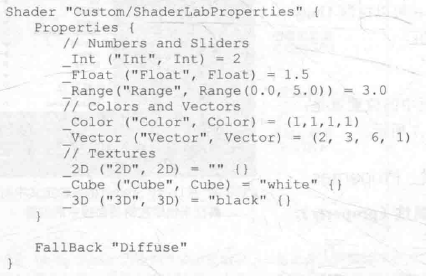 Shader "Custom/ShaderLabProperties" {
    Properties {
        // Numbers and Sliders
        _Int ("Int", Int) = 2
        _Float ("Float", Float) = 1.5
        _Range("Range", Range(0.0, 5.0)) = 3.0
        // Colors and Vectors
        _Color ("Color", Color) = (1,1,1,1)
        _Vector ("Vector", Vector) = (2, 3, 6, 1)
        // Textures
        _2D ("2D", 2D) = "" {}
        _Cube ("Cube", Cube) = "white" {}
        _3D ("3D", 3D) = "black" {}
    }

    FallBack "Diffuse"
}